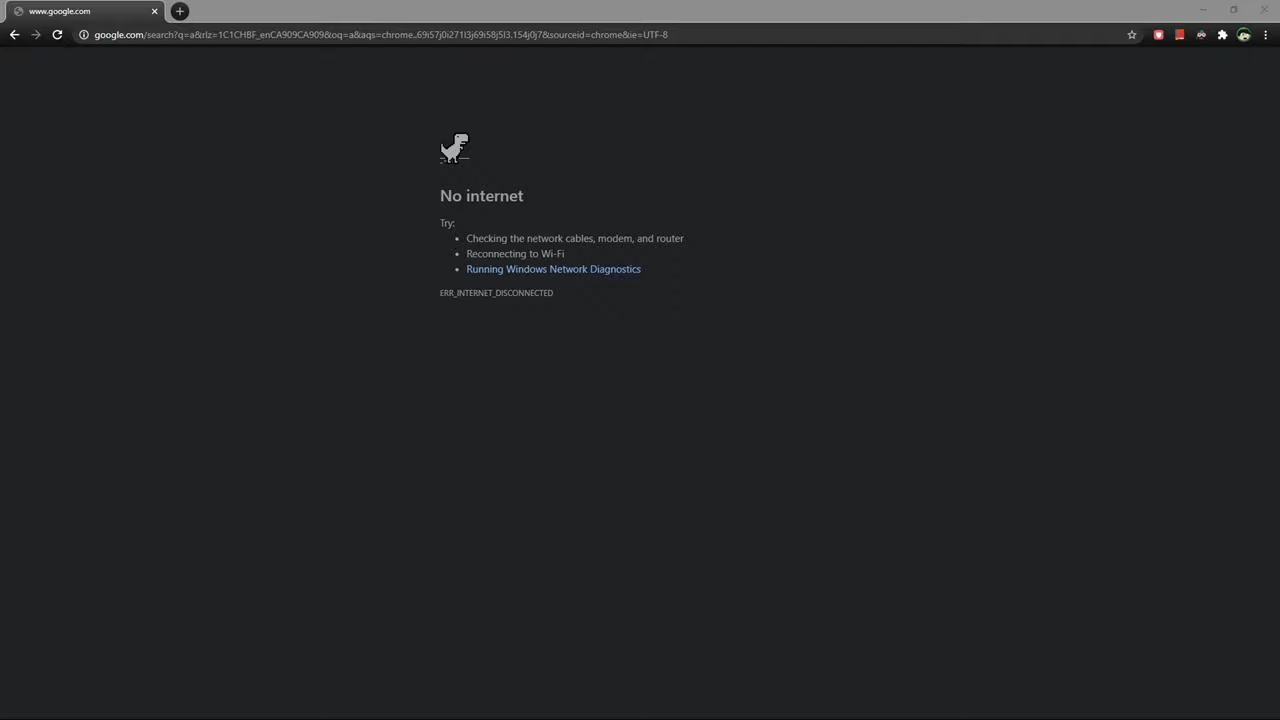 www.google.com
google.com/search?q=a&rlz=1C1CHBF_enCA909CA909&oq=a&aqs=chrome..69i57j0i271l3j69i58j5l3.154j0j7&sourceid=chrome&ie=UTF-8
No internet
Try:
• Checking the network cables, modem, and router
• Reconnecting to Wi-Fi
• Running Windows Network Diagnostics
ERR_INTERNET_DISCONNECTED